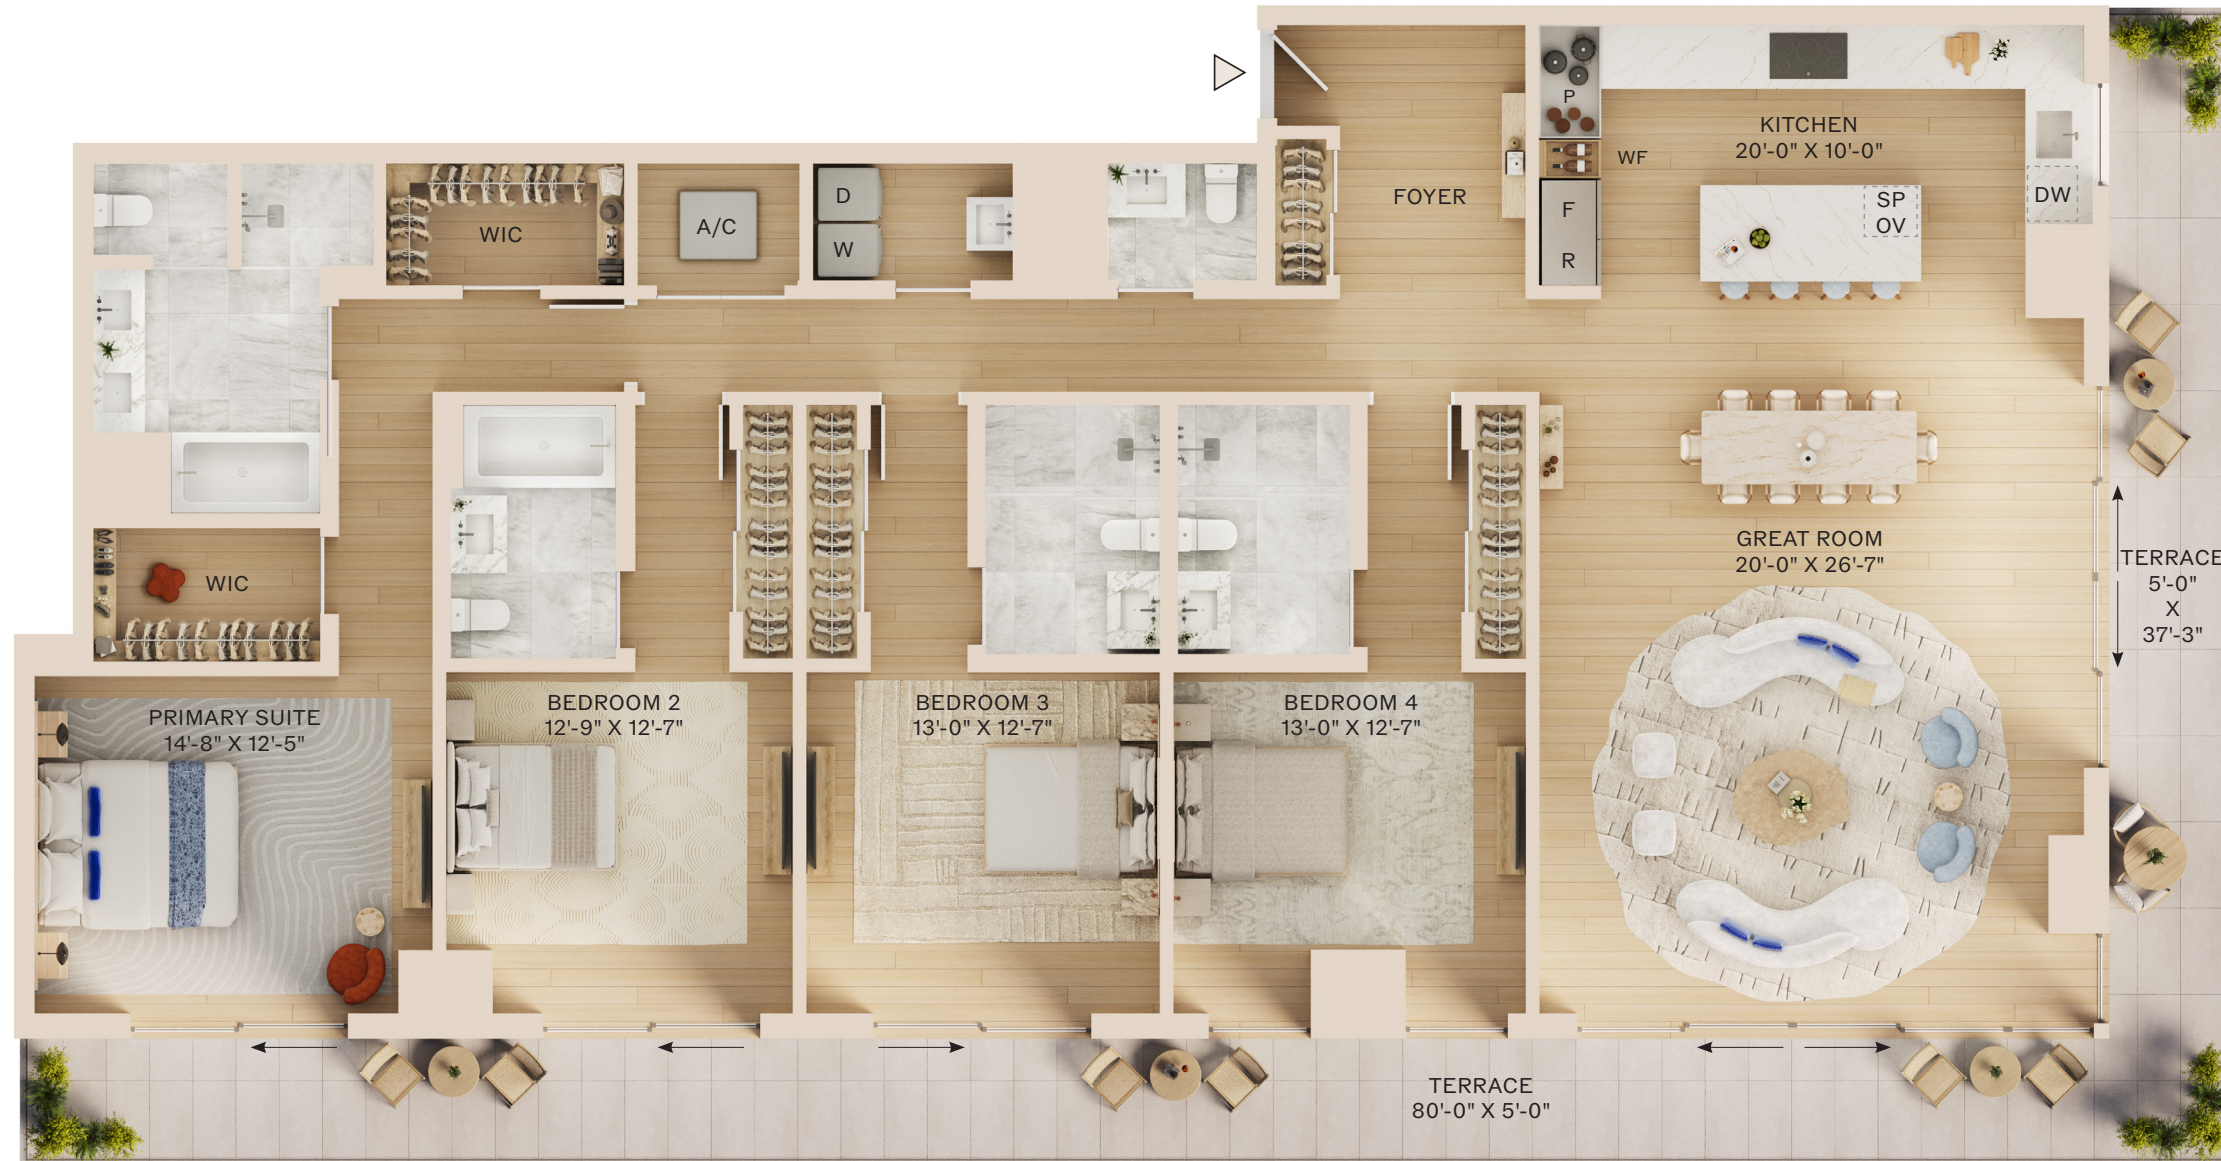 P
WF
F
R
KITCHEN
20'-0" X 10'-0"
SP
OV
DW
FOYER
WIC
A/C
D
W
WIC
GREAT ROOM
20'-0" X 26'-7"
TERRACE
5'-0"
X
37'-3"
PRIMARY SUITE
14'-8" X 12'-5"
BEDROOM 2
12'-9" X 12'-7"
BEDROOM 3
13'-0" X 12'-7"
BEDROOM 4
13'-0" X 12'-7"
TERRACE
80'-0" X 5'-0"